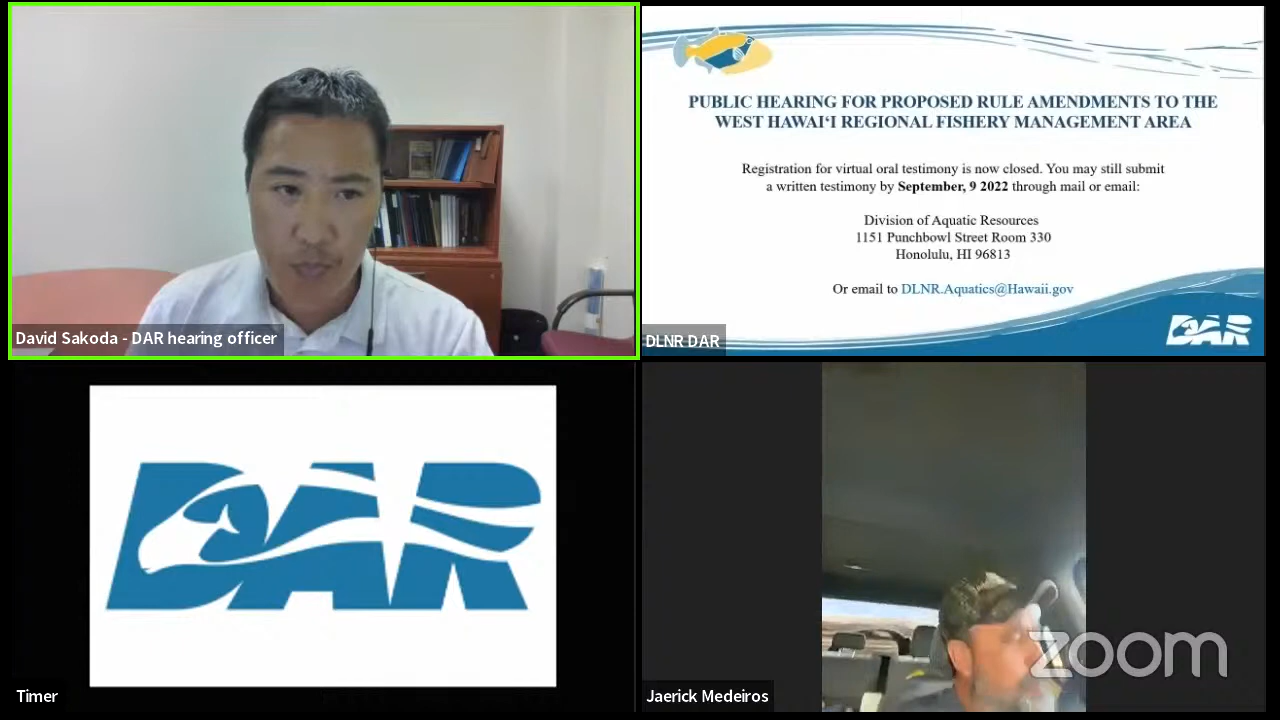 PUBLIC HEARING FOR PROPOSED RULE AMENDMENTS TO THE
WEST HAWAI‘I REGIONAL FISHERY MANAGEMENT AREA
Registration for virtual oral testimony is now closed. You may still submit
a written testimony by September, 9 2022 through mail or email:
Division of Aquatic Resources
1151 Punchbowl Street Room 330
Honolulu, HI 96813
Or email to DLNR.Aquatics@Hawaii.gov
DAR
David Sakoda - DAR hearing officer
DLNR DAR
DAR
zoom
Timer
Jaerick Medeiros